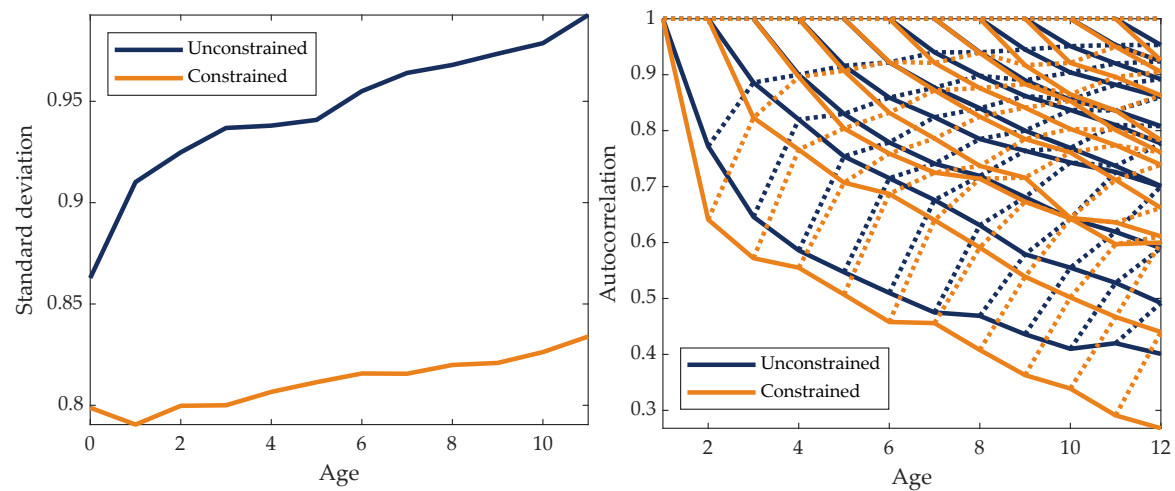 Unconstrained
Constrained
0.95
0.9
0.85
0.8
Standard deviation
0 2 4 6 8 10
Age
1
0.9
0.8
0.7
0.6
0.5
0.4
0.3
Autocorrelation
Unconstrained
Constrained
2 4 6 8 10 12
Age